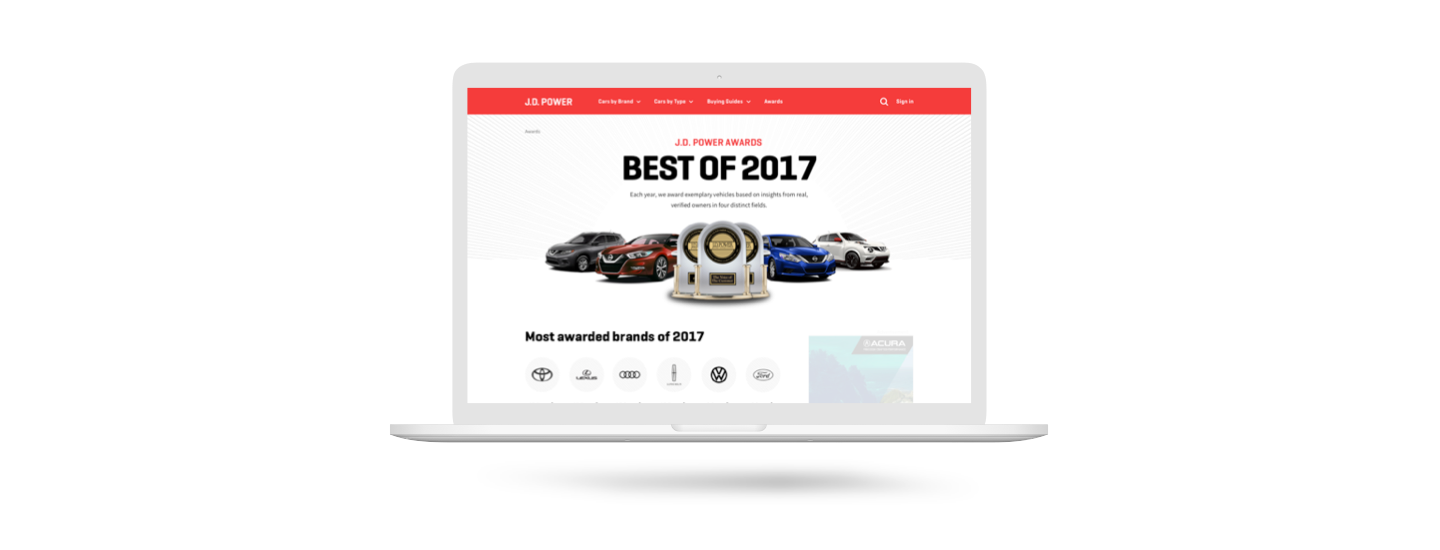 J.D. POWER
Cars by Brand
Cars by Type
Buying Guides
Awards
Sign in
Awards
J.D. POWER AWARDS
BEST OF 2017
Each year, we award exemplary vehicles based on insights from real,
verified owners in four distinct fields.
Most awarded brands of 2017
ACURA
LEXUS
Ford